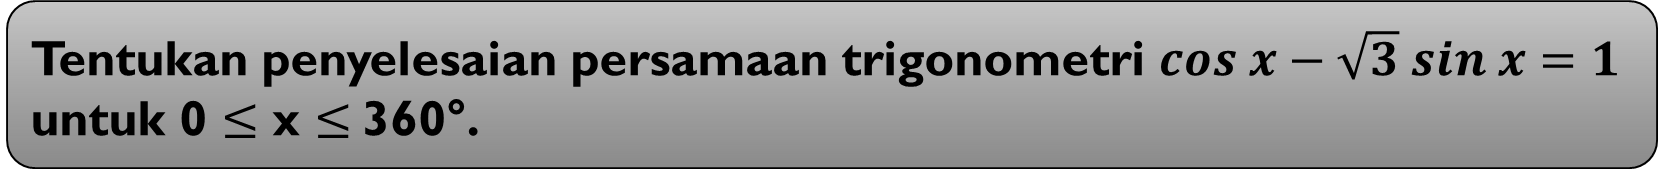 Tentukan penyelesaian persamaan trigonometri cos x − √3 sin x = 1
untuk 0 ≤ x ≤ 360°.